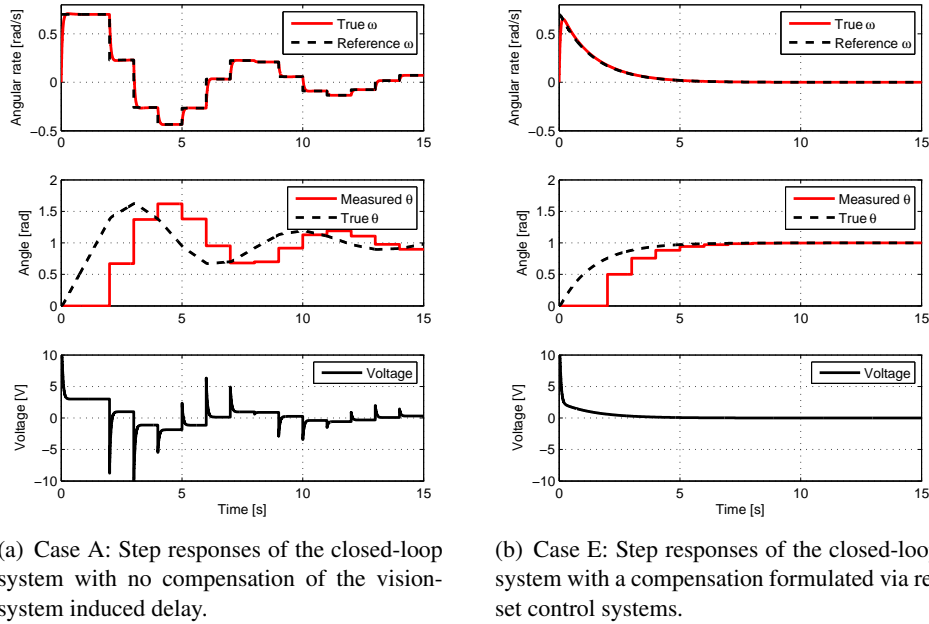 True ω
Reference ω
Angular rate [rad/s]
0.5
0
−0.5
0
5
10
15
Measured θ
True θ
Angle [rad]
2
1.5
1
0.5
0
0
5
10
15
Voltage
Voltage [V]
10
5
0
−5
−10
0
5
10
15
Time [s]
(a) Case A: Step responses of the closed-loop
system with no compensation of the vision-
system induced delay.
True ω
Reference ω
Angular rate [rad/s]
0.5
0
−0.5
0
5
10
15
Measured θ
True θ
Angle [rad]
2
1.5
1
0.5
0
0
5
10
15
Voltage
Voltage [V]
10
5
0
−5
−10
0
5
10
15
Time [s]
(b) Case E: Step responses of the closed-loo
system with a compensation formulated via re
set control systems.